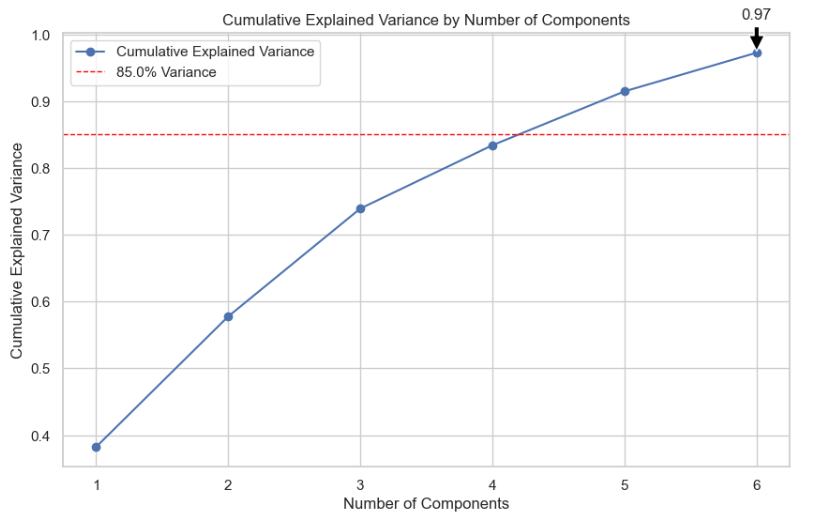 Cumulative Explained Variance by Number of Components
0.97
Cumulative Explained Variance
85.0% Variance
1.0
0.9
0.8
0.7
0.6
0.5
0.4
Cumulative Explained Variance
1 2 3 4 5 6
Number of Components